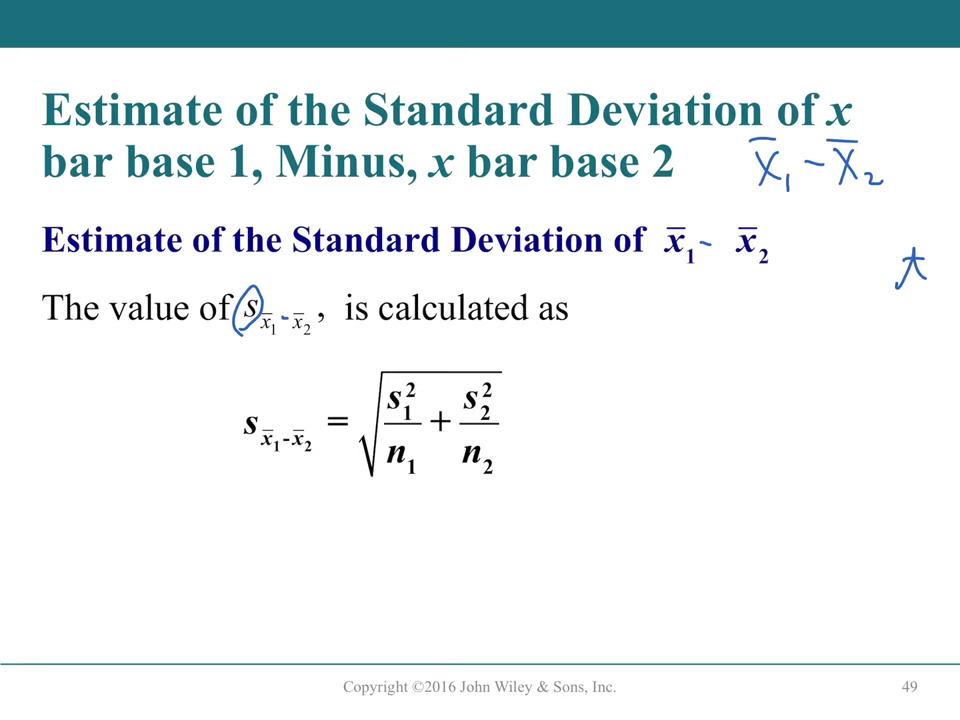 Estimate of the Standard Deviation of x
bar base 1, Minus, x bar base 2
x̄₁ - x̄₂
Estimate of the Standard Deviation of x̄₁ - x̄₂
The value of s x̄₁ - x̄₂ , is calculated as
s x̄₁-x̄₂ = √(s₁²/n₁ + s₂²/n₂)
Copyright ©2016 John Wiley & Sons, Inc. 49